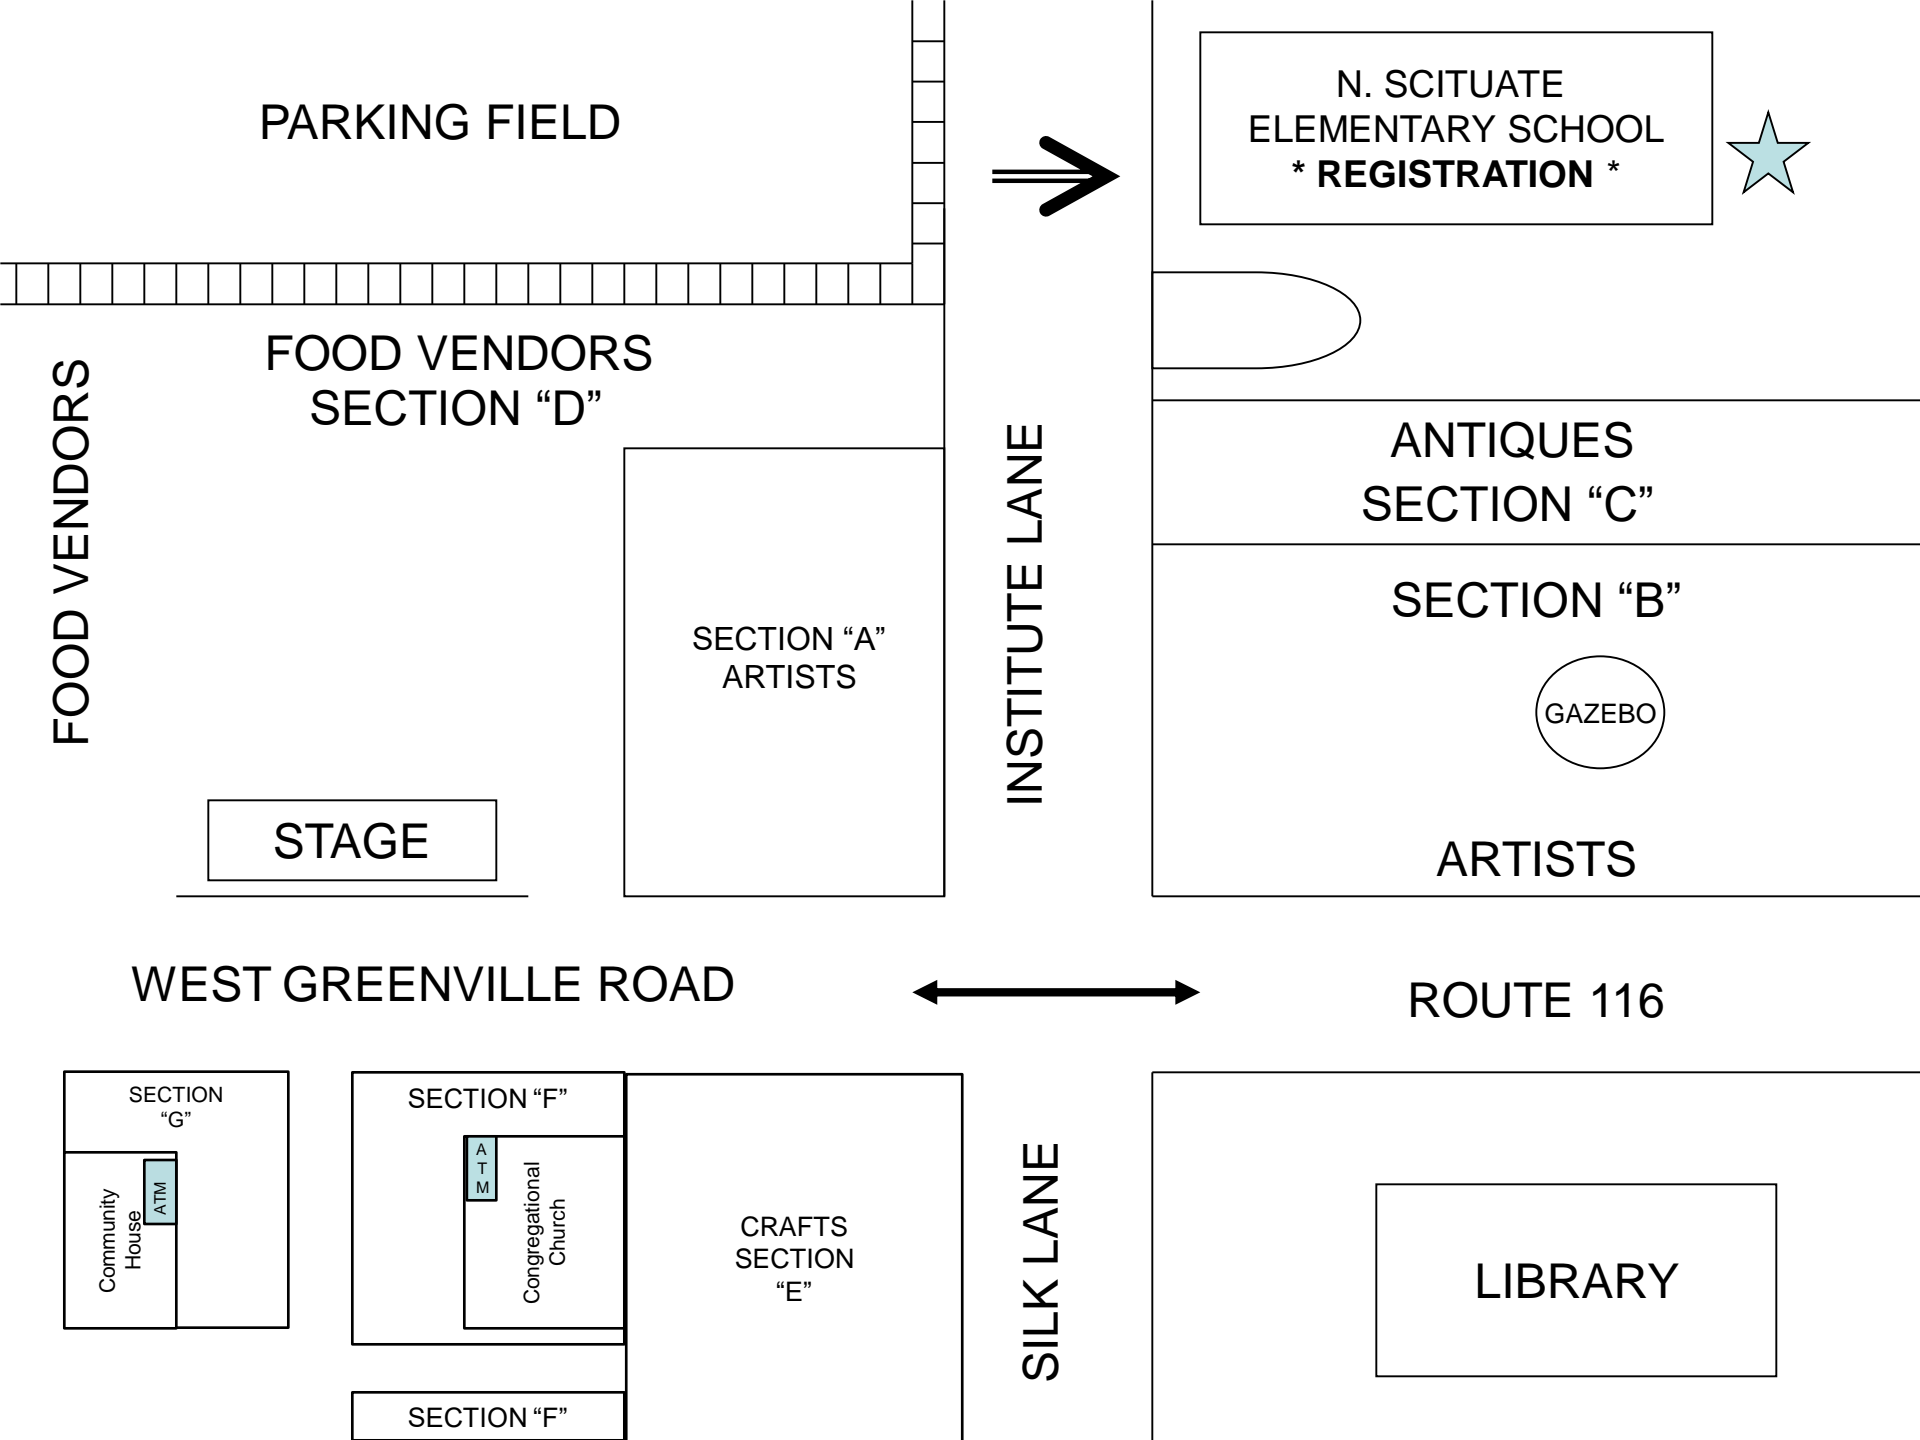 PARKING FIELD
N. SCITUATE
ELEMENTARY SCHOOL
* REGISTRATION *
FOOD VENDORS
SECTION “D”
FOOD VENDORS
SECTION “A”
ARTISTS
STAGE
INSTITUTE LANE
ANTIQUES
SECTION “C”
SECTION “B”
GAZEBO
ARTISTS
WEST GREENVILLE ROAD
ROUTE 116
SECTION
“G”
Community
House
ATM
SECTION “F”
A
T
M
Congregational
Church
SECTION “F”
CRAFTS
SECTION
“E”
SILK LANE
LIBRARY